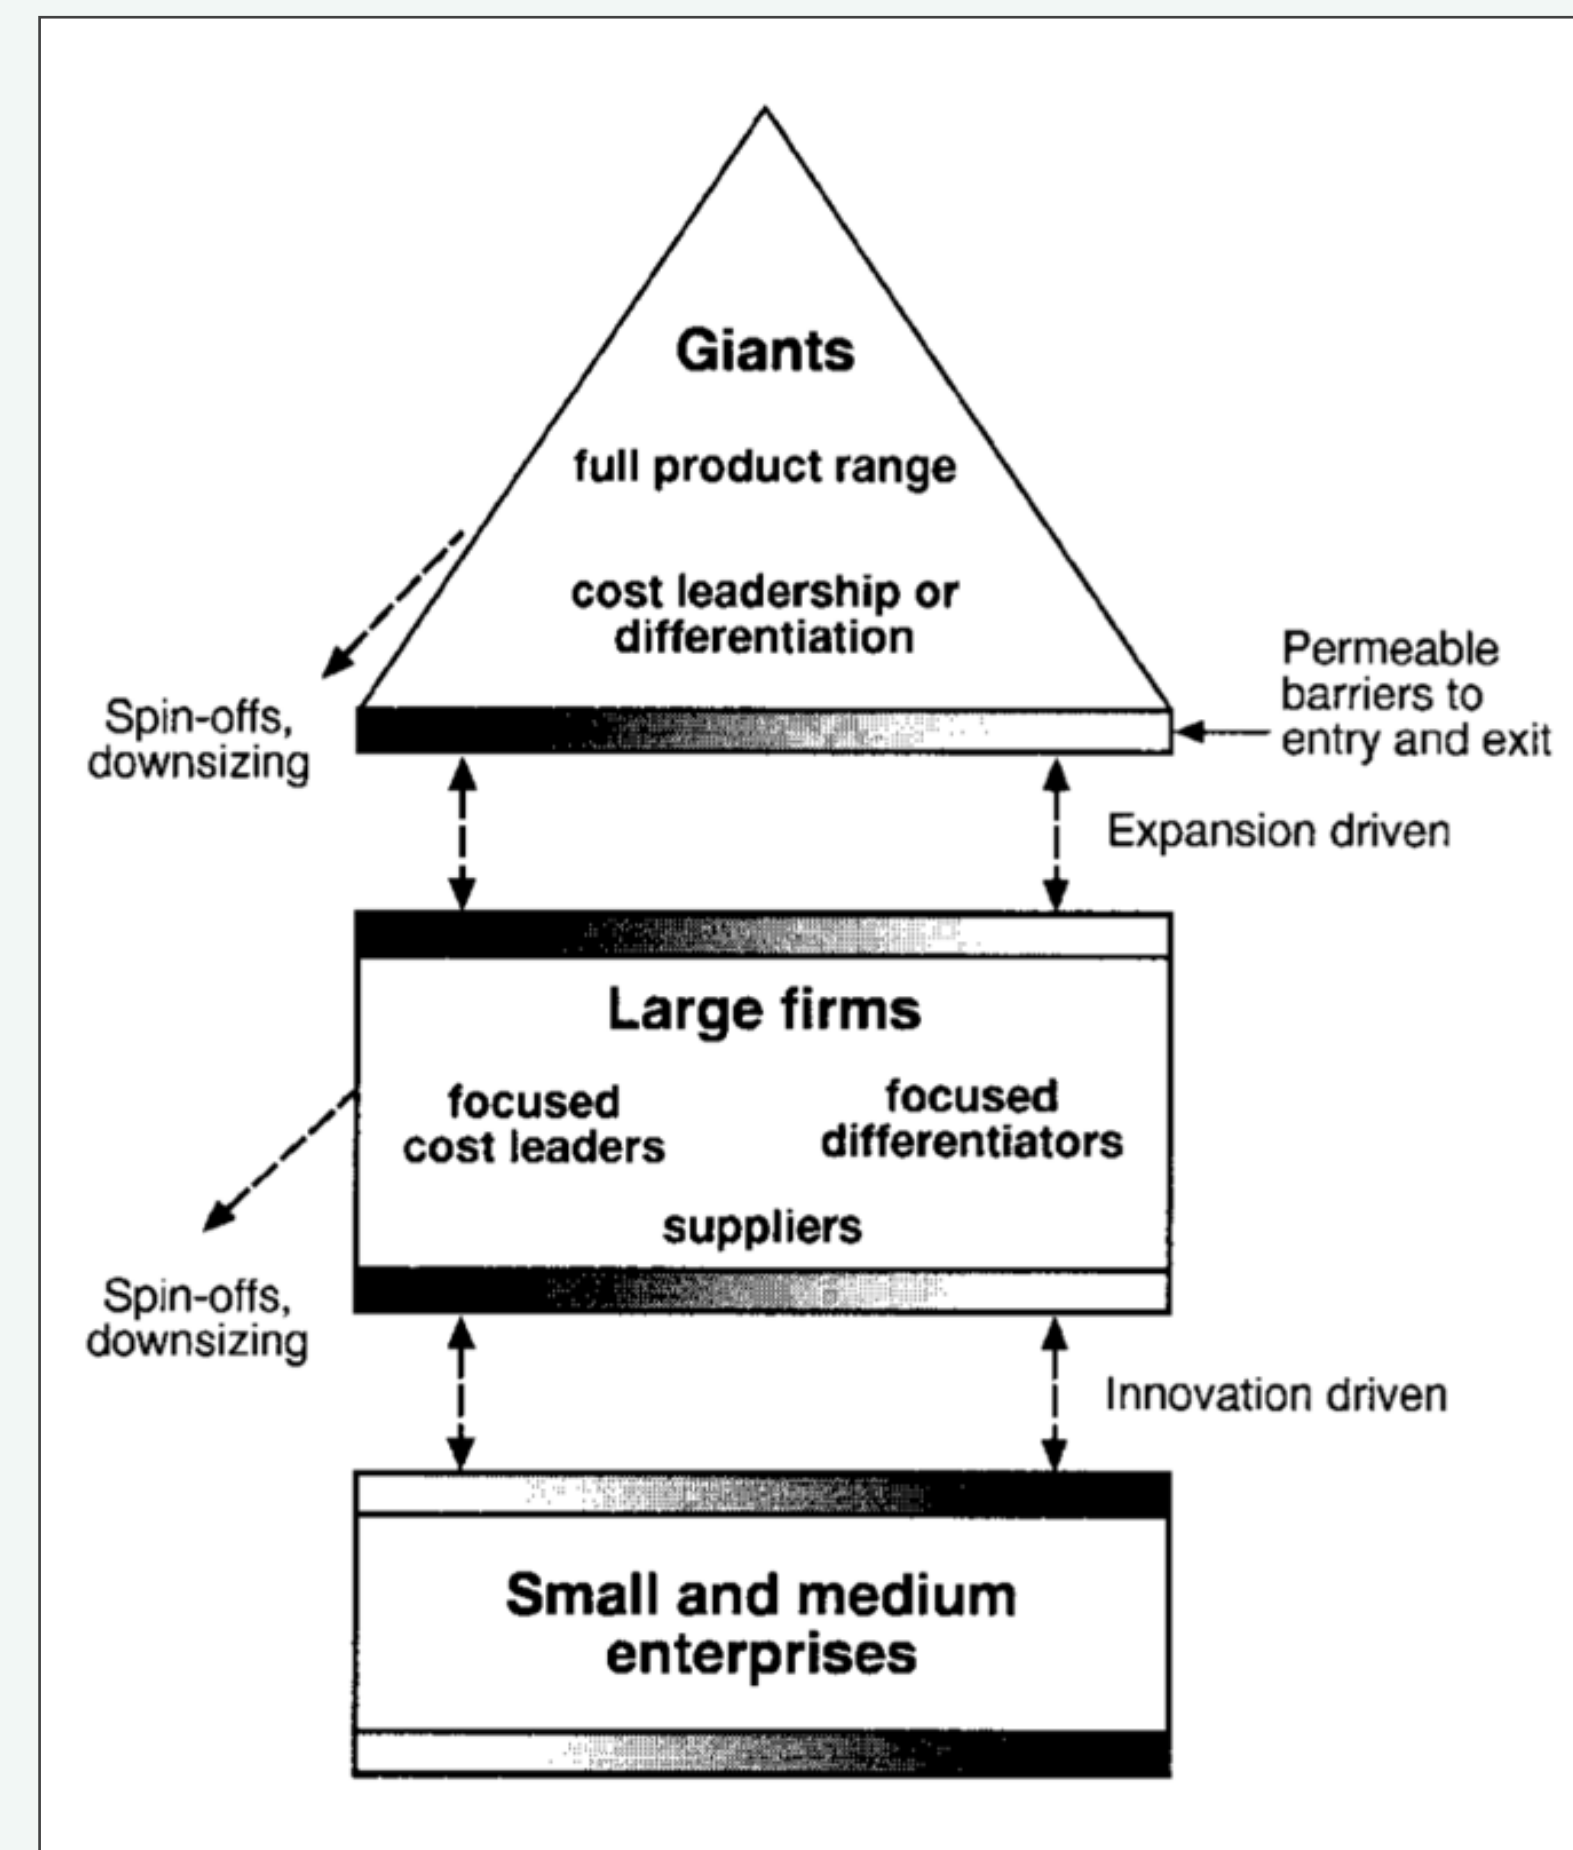 Giants
full product range
cost leadership or
differentiation
Permeable
barriers to
entry and exit
Spin-offs,
downsizing
Expansion driven
Large firms
focused
cost leaders
focused
differentiators
suppliers
Spin-offs,
downsizing
Innovation driven
Small and medium
enterprises